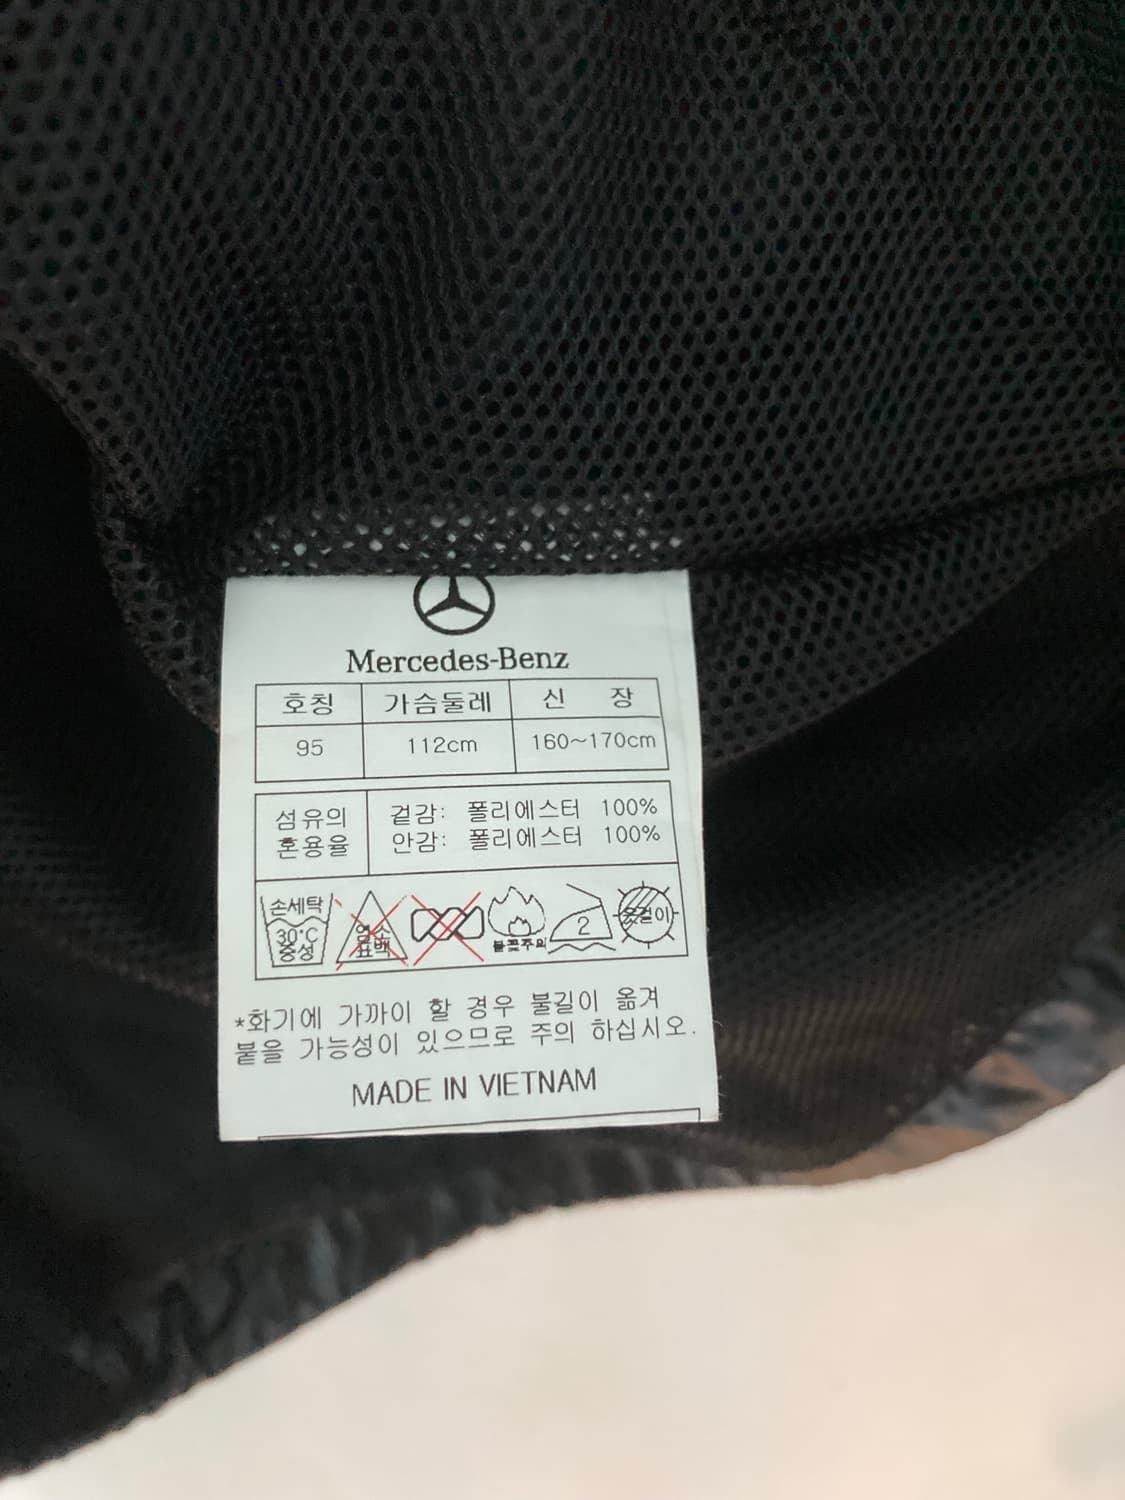 Mercedes-Benz
호칭 가슴둘레 신 장
95 112cm 160~170cm
섬유의 겉감: 폴리에스터 100%
혼용율 안감: 폴리에스터 100%
손세탁
30°C
중성
염소
표백
불꽃주의
2
옷걸이
*화기에 가까이 할 경우 불길이 옮겨
붙을 가능성이 있으므로 주의 하십시오.
MADE IN VIETNAM